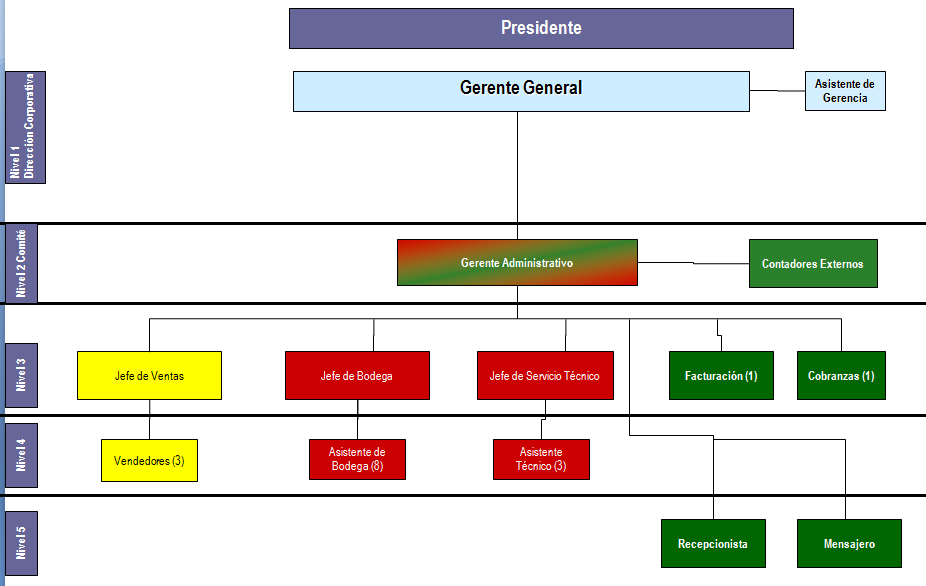 Presidente
Gerente General
Asistente de
Gerencia
Nivel 1
Dirección Corporativa
Nivel 2 Comité
Gerente Administrativo
Contadores Externos
Nivel 3
Jefe de Ventas
Jefe de Bodega
Jefe de Servicio Técnico
Facturación (1)
Cobranzas (1)
Nivel 4
Vendedores (3)
Asistente de
Bodega (8)
Asistente
Técnico (3)
Nivel 5
Recepcionista
Mensajero